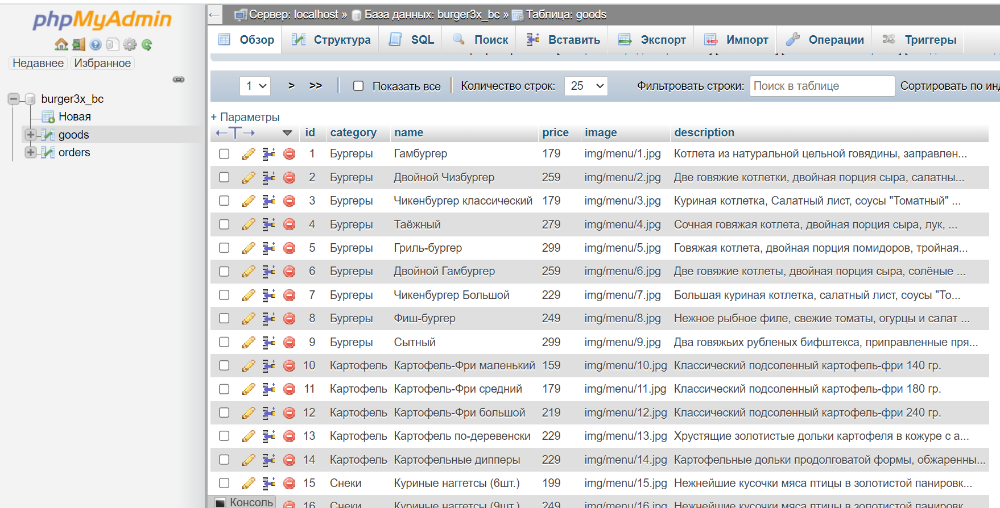 phpMyAdmin
Недавнее Избранное
burger3x_bc
Новая
goods
orders
← Сервер: localhost » База данных: burger3x_bc » Таблица: goods
Обзор Структура SQL Поиск Вставить Экспорт Импорт Операции Триггеры
1 > >> Показать все Количество строк: 25 Фильтровать строки: Поиск в таблице Сортировать по
+ Параметры
←T→ id category name price image description
1 Бургеры Гамбургер 179 img/menu/1.jpg Котлета из натуральной цельной говядины, заправлен...
2 Бургеры Двойной Чизбургер 259 img/menu/2.jpg Две говяжие котлетки, двойная порция сыра, салатны...
3 Бургеры Чикенбургер классический 179 img/menu/3.jpg Куриная котлетка, Салатный лист, соусы "Томатный" ...
4 Бургеры Таёжный 279 img/menu/4.jpg Сочная говяжая котлета, двойная порция сыра, лук, ...
5 Бургеры Гриль-бургер 299 img/menu/5.jpg Говяжая котлета, двойная порция помидоров, тройная...
6 Бургеры Двойной Гамбургер 259 img/menu/6.jpg Две говяжие котлеты, двойная порция сыра, солёные ...
7 Бургеры Чикенбургер Большой 229 img/menu/7.jpg Большая куриная котлетка, салатный лист, соусы "То...
8 Бургеры Фиш-бургер 249 img/menu/8.jpg Нежное рыбное филе, свежие томаты, огурцы и салат ...
9 Бургеры Сытный 299 img/menu/9.jpg Два говяжьих рубленых бифштекса, приправленные пря...
10 Картофель Картофель-Фри маленький 159 img/menu/10.jpg Классический подсоленный картофель-фри 140 гр.
11 Картофель Картофель-Фри средний 179 img/menu/11.jpg Классический подсоленный картофель-фри 180 гр.
12 Картофель Картофель-Фри большой 219 img/menu/12.jpg Классический подсоленный картофель-фри 240 гр.
13 Картофель Картофель по-деревенски 229 img/menu/13.jpg Хрустящие золотистые дольки картофеля в кожуре с а...
14 Картофель Картофельные дипперы 229 img/menu/14.jpg Картофельные дольки продолговатой формы, обжаренны...
15 Снеки Куриные наггетсы (6шт.) 199 img/menu/15.jpg Нежнейшие кусочки мяса птицы в золотистой панировк...
16 Снеки Куриные наггетсы (9шт.) 249 img/menu/16.jpg Нежнейшие кусочки мяса птицы в золотистой панировк
Консоль